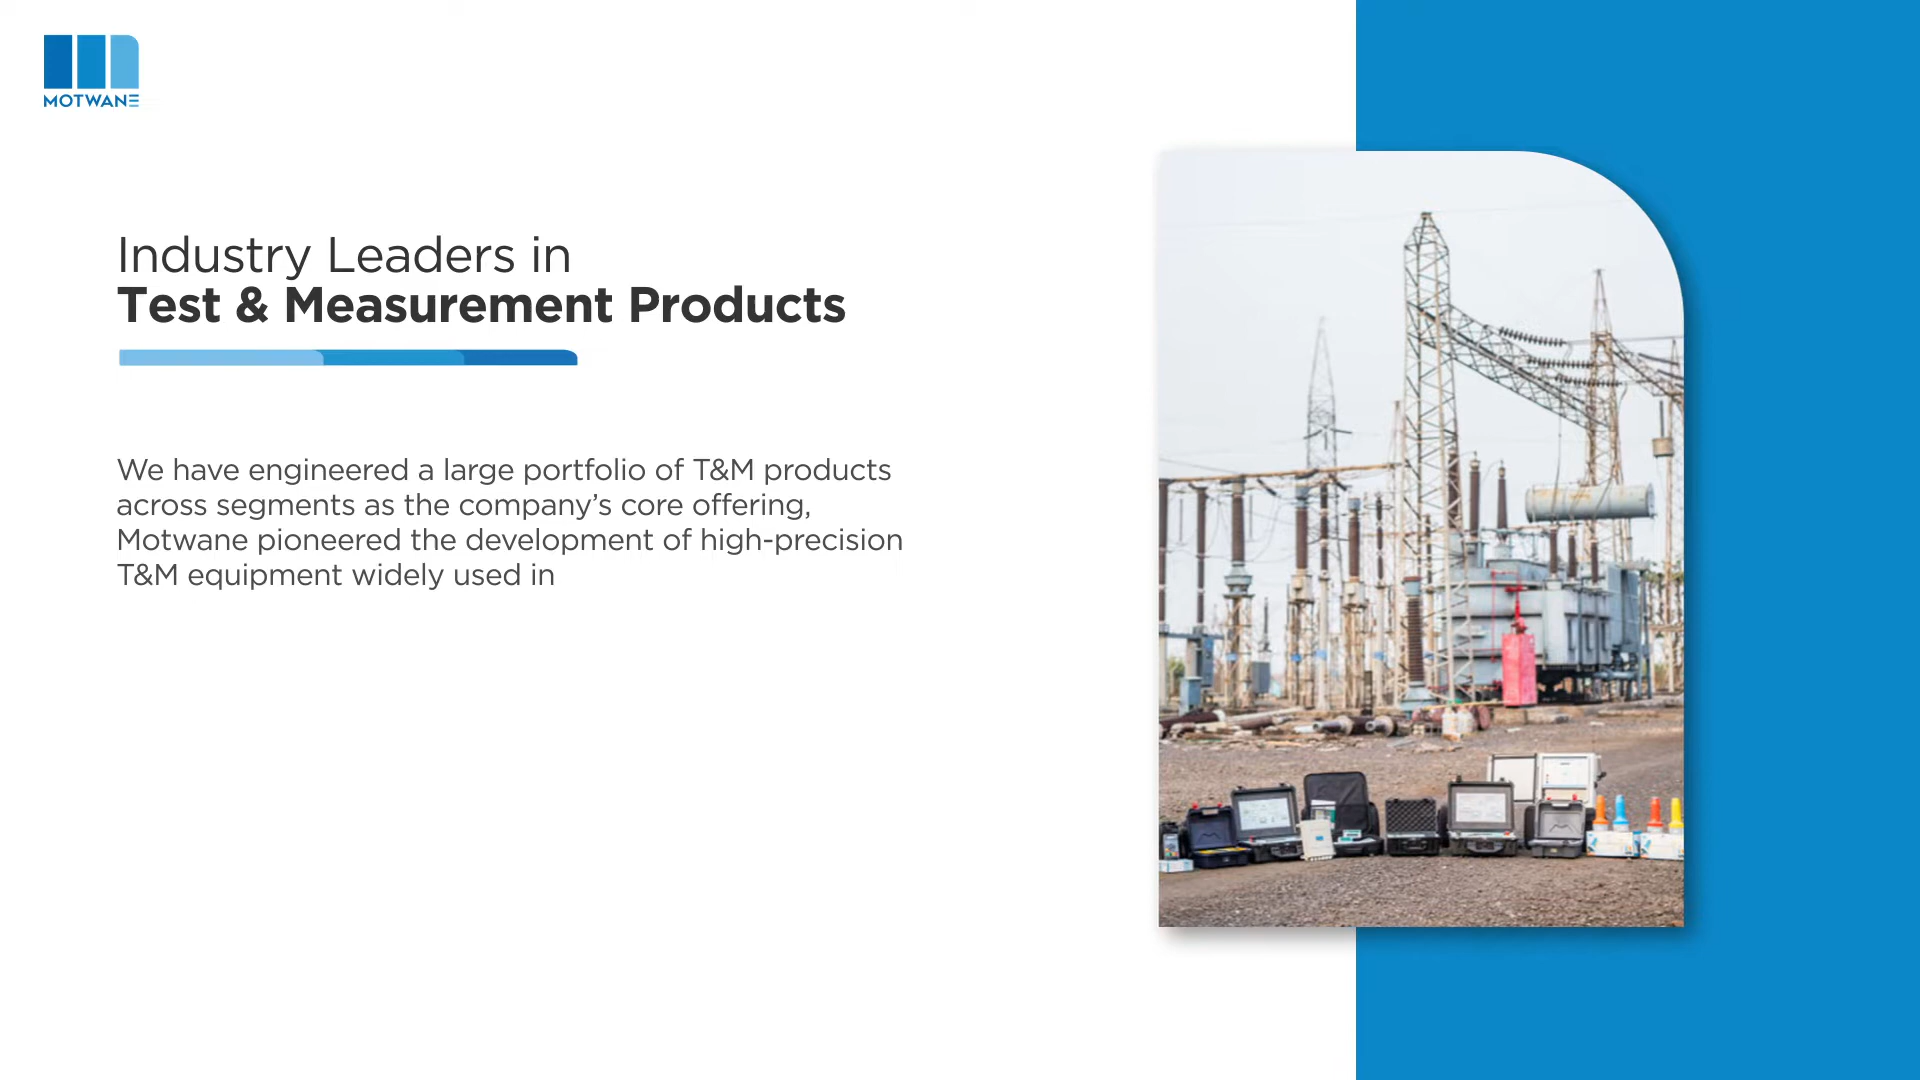 MOTWANE
Industry Leaders in
Test & Measurement Products
We have engineered a large portfolio of T&M products
across segments as the company’s core offering,
Motwane pioneered the development of high-precision
T&M equipment widely used in